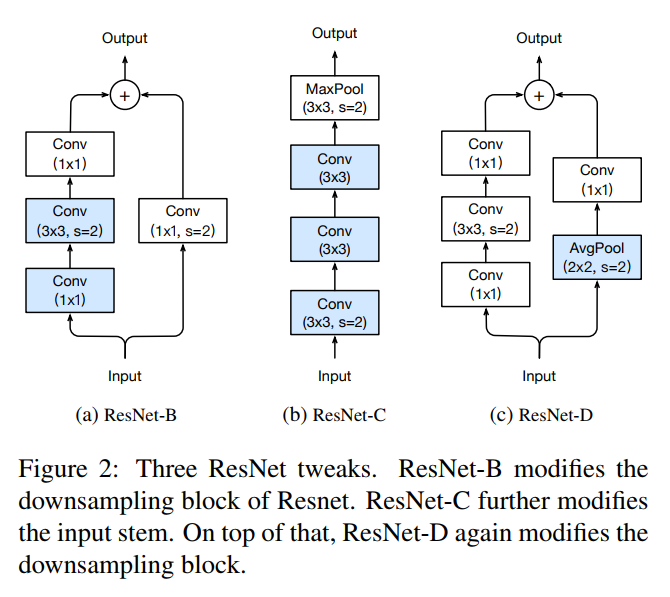 Output
+
Conv
(1x1)
Conv
(3x3, s=2)
Conv
(1x1, s=2)
Conv
(1x1)
Input
(a) ResNet-B
Output
MaxPool
(3x3, s=2)
Conv
(3x3)
Conv
(3x3)
Conv
(3x3, s=2)
Input
(b) ResNet-C
Output
+
Conv
(1x1)
Conv
(1x1)
Conv
(3x3, s=2)
AvgPool
(2x2, s=2)
Conv
(1x1)
Input
(c) ResNet-D
Figure 2: Three ResNet tweaks. ResNet-B modifies the
downsampling block of Resnet. ResNet-C further modifies
the input stem. On top of that, ResNet-D again modifies the
downsampling block.